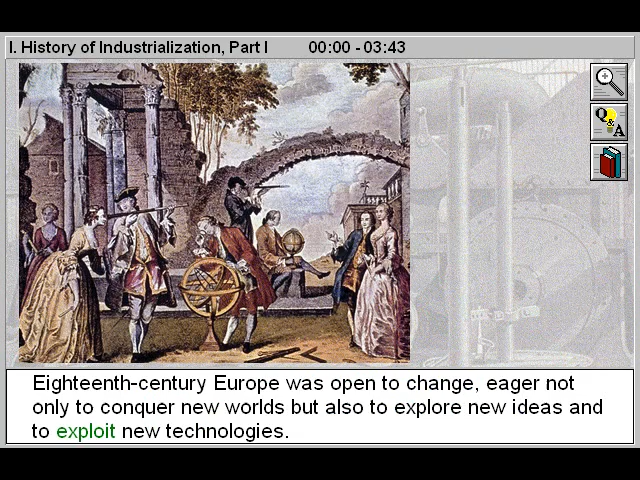 I. History of Industrialization, Part I 00:00 - 03:43
Q&A
Eighteenth-century Europe was open to change, eager not
only to conquer new worlds but also to explore new ideas and
to exploit new technologies.